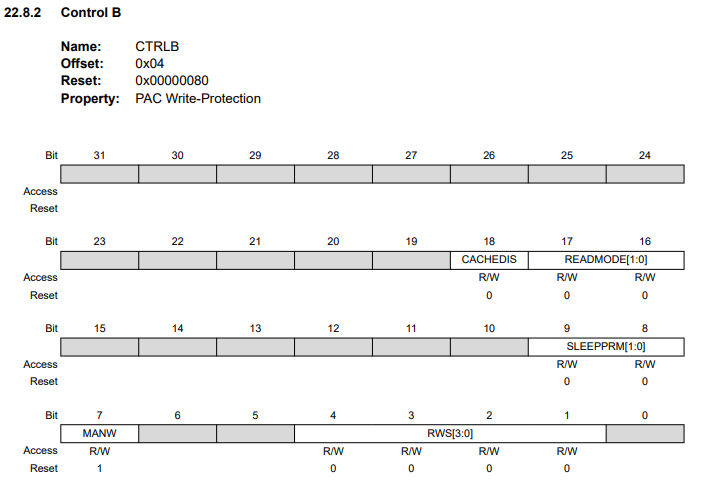 22.8.2 Control B
Name: CTRLB
Offset: 0x04
Reset: 0x00000080
Property: PAC Write-Protection
Bit 31 30 29 28 27 26 25 24
Access
Reset
Bit 23 22 21 20 19 18 17 16
CACHEDIS READMODE[1:0]
Access R/W R/W R/W
Reset 0 0 0
Bit 15 14 13 12 11 10 9 8
SLEEPPRM[1:0]
Access R/W R/W
Reset 0 0
Bit 7 6 5 4 3 2 1 0
MANW RWS[3:0]
Access R/W R/W R/W R/W R/W
Reset 1 0 0 0 0